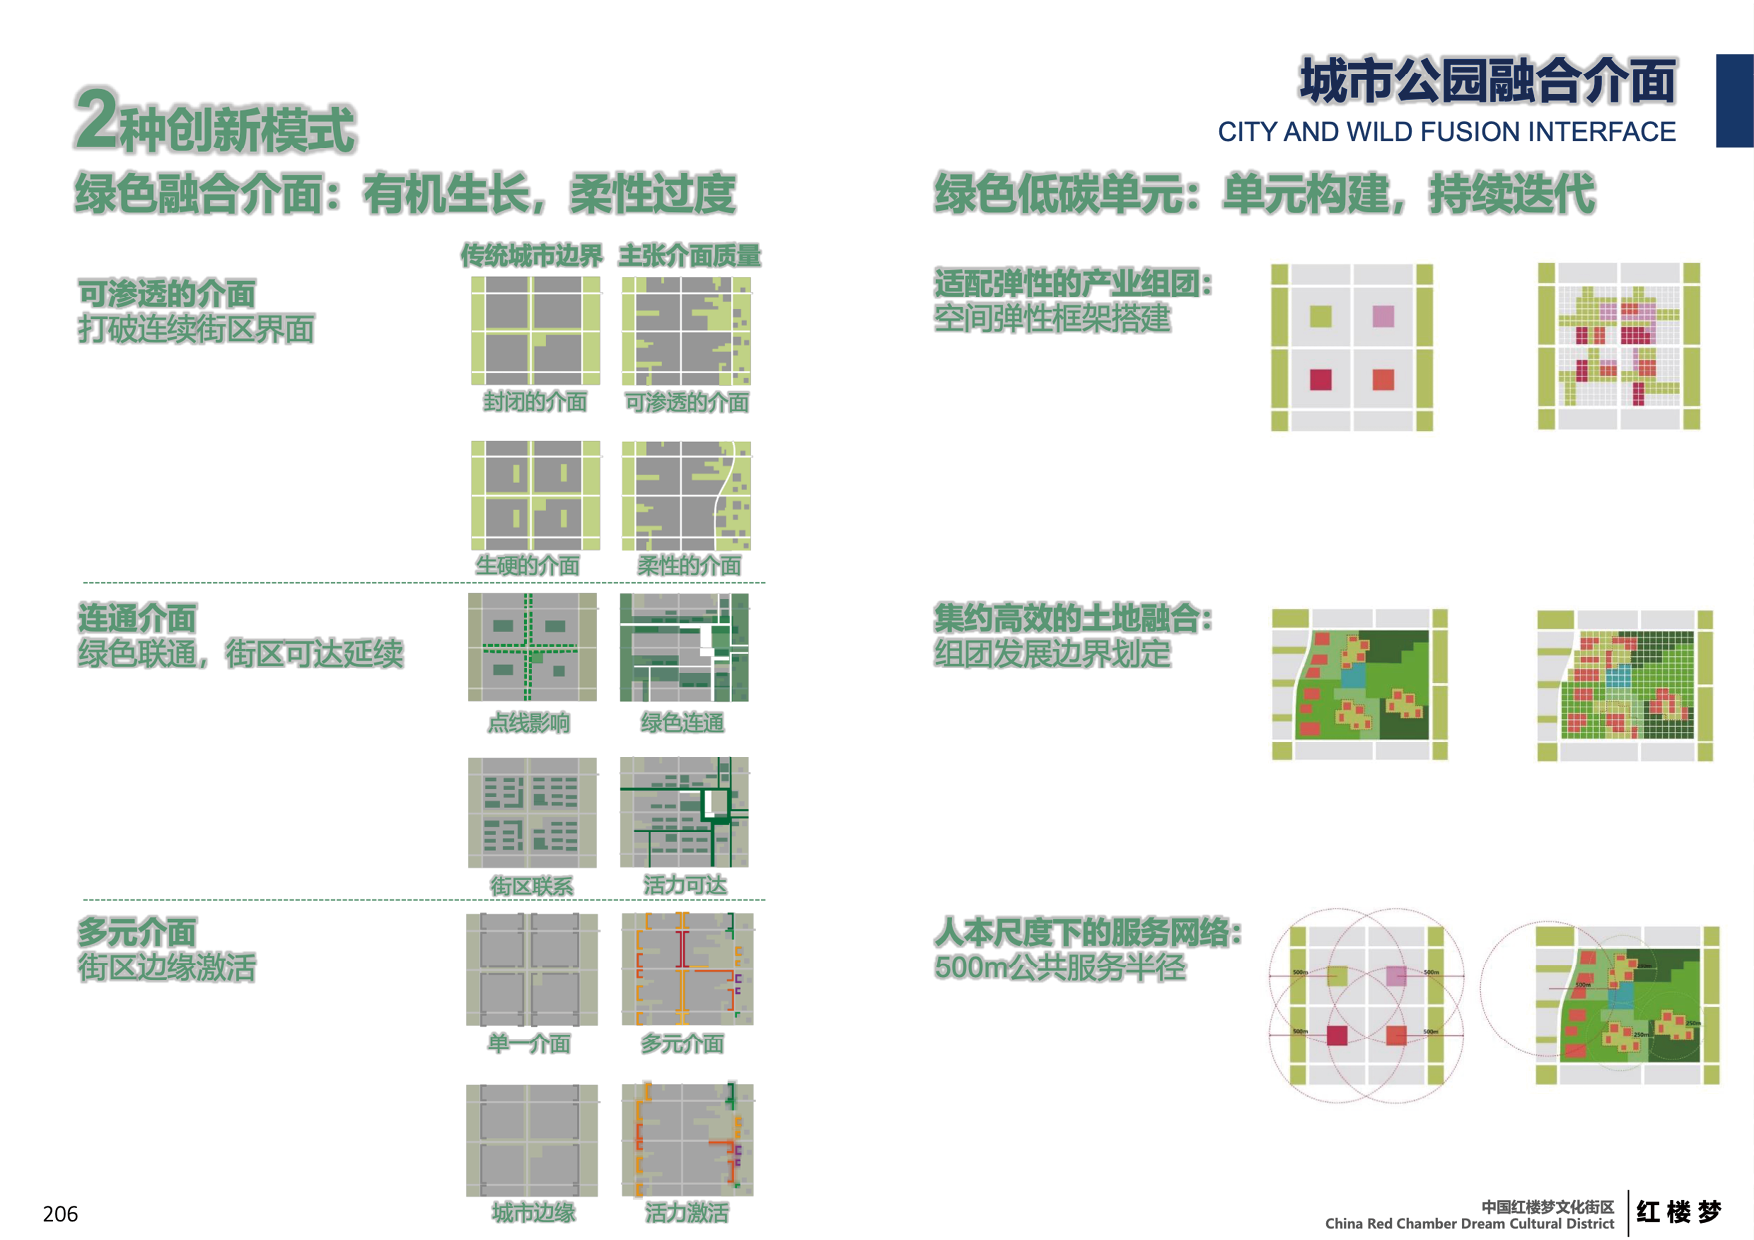 城市公园融合介面
CITY AND WILD FUSION INTERFACE
2种创新模式
绿色融合介面：有机生长，柔性过度
传统城市边界 主张介面质量
可渗透的介面
打破连续街区界面
封闭的介面 可渗透的介面
生硬的介面 柔性的介面
连通介面
绿色联通，街区可达延续
点线影响 绿色连通
街区联系 活力可达
多元介面
街区边缘激活
单一介面 多元介面
城市边缘 活力激活
绿色低碳单元：单元构建，持续迭代
适配弹性的产业组团：
空间弹性框架搭建
集约高效的土地融合：
组团发展边界划定
人本尺度下的服务网络：
500m公共服务半径
500m 500m
500m 500m
500m
250m
250m
206
中国红楼梦文化街区
China Red Chamber Dream Cultural District
红楼梦